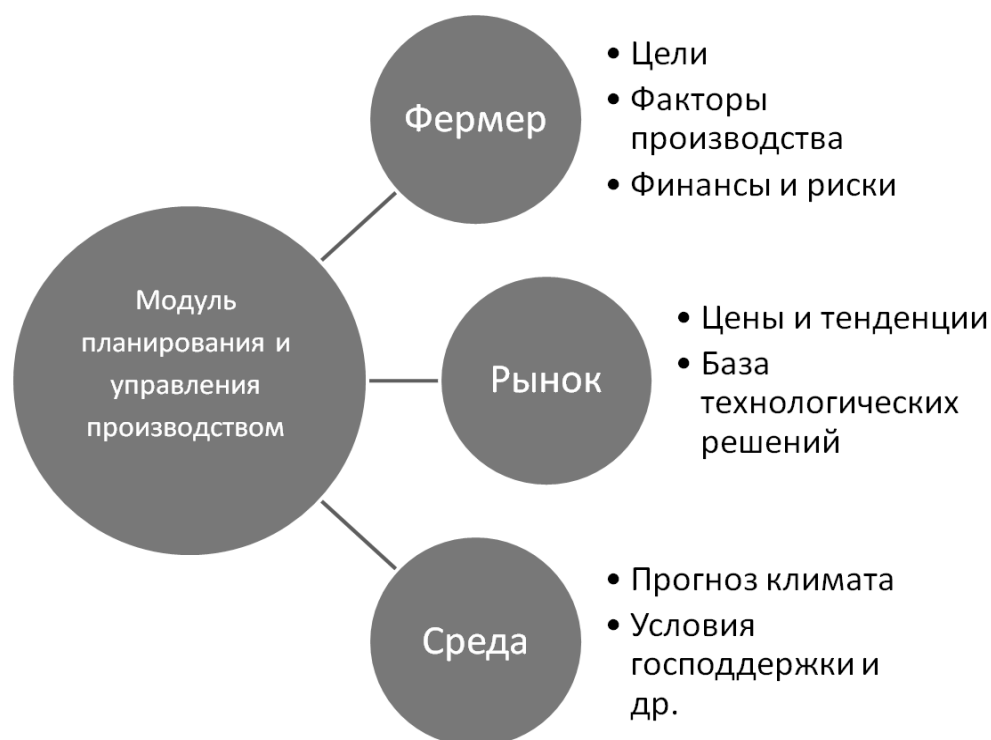 Фермер
• Цели
• Факторы
производства
• Финансы и риски
Модуль
планирования и
управления
производством
Рынок
• Цены и тенденции
• База
технологических
решений
Среда
• Прогноз климата
• Условия
господдержки и
др.